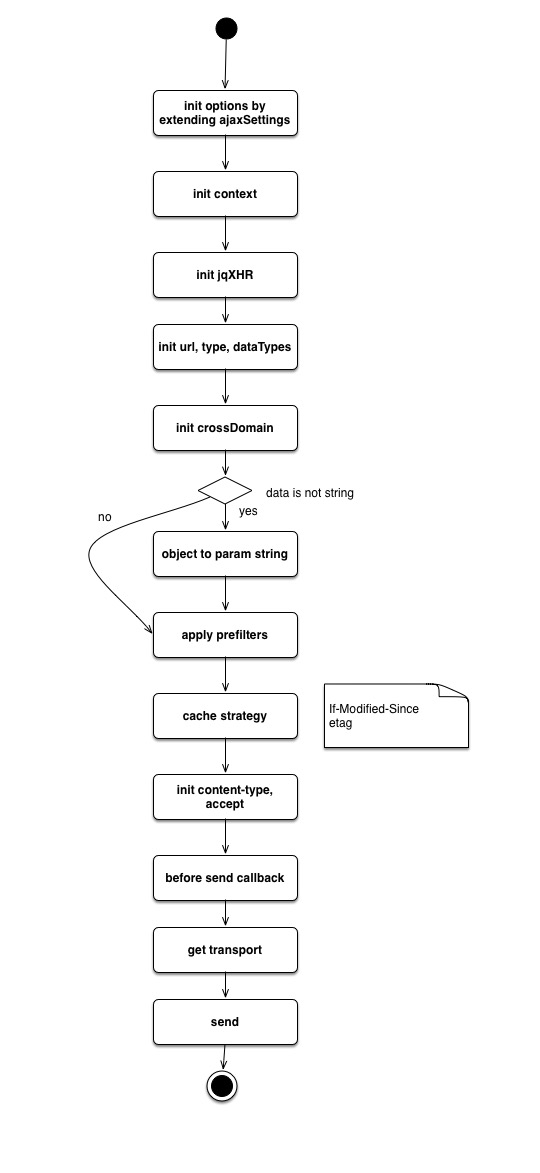 init options by
extending ajaxSettings
init context
init jqXHR
init url, type, dataTypes
init crossDomain
data is not string
yes
no
object to param string
apply prefilters
cache strategy
If-Modified-Since
etag
init content-type,
accept
before send callback
get transport
send